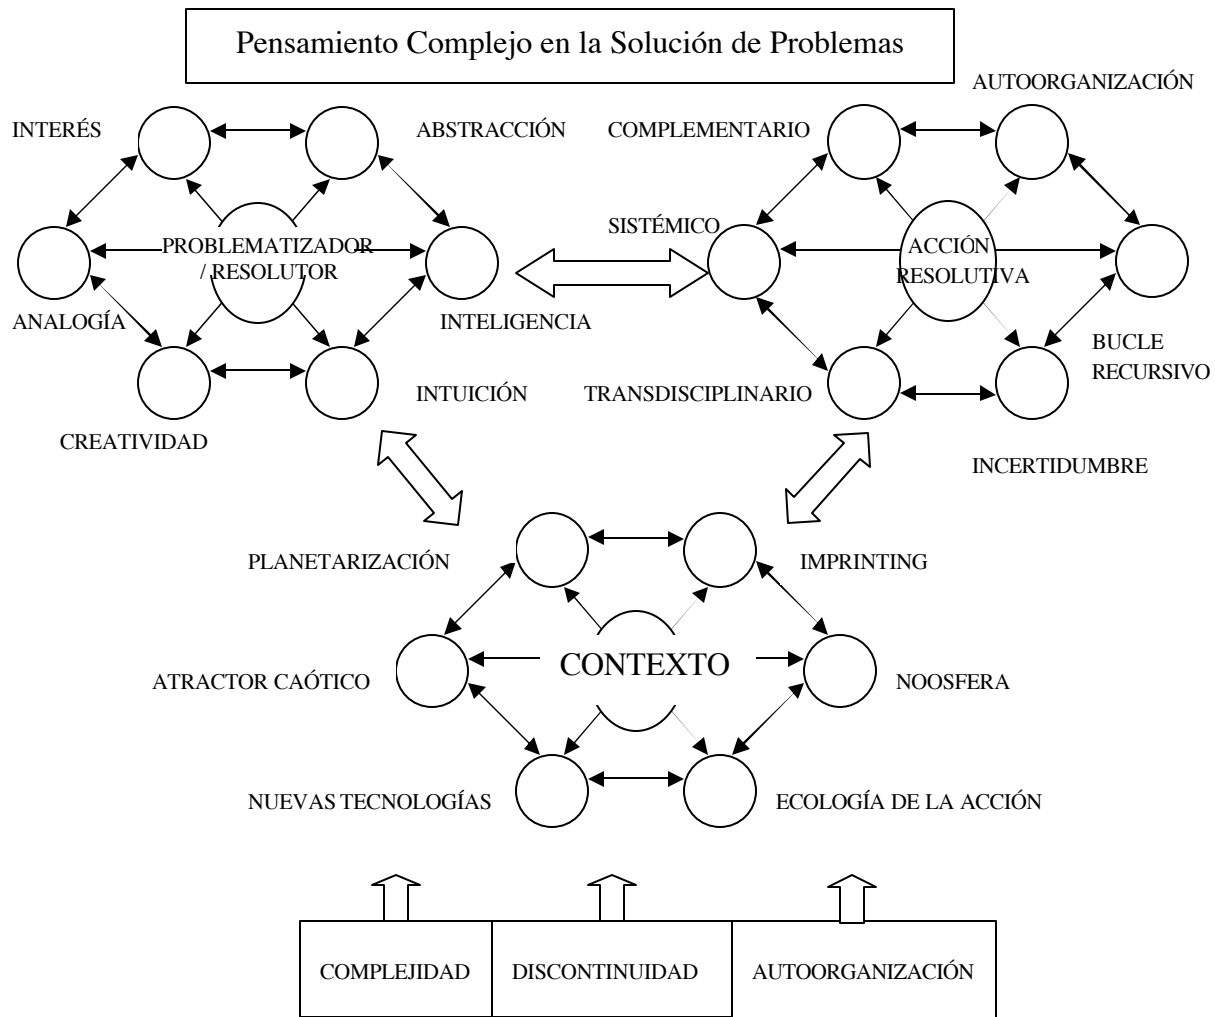 Pensamiento Complejo en la Solución de Problemas
INTERÉS
ABSTRACCIÓN
PROBLEMATIZADOR
/ RESOLUTOR
ANALOGÍA
INTELIGENCIA
CREATIVIDAD
INTUICIÓN
COMPLEMENTARIO
AUTOORGANIZACIÓN
SISTÉMICO
ACCIÓN
RESOLUTIVA
BUCLE
RECURSIVO
TRANSDISCIPLINARIO
INCERTIDUMBRE
PLANETARIZACIÓN
IMPRINTING
CONTEXTO
ATRACTOR CAÓTICO
NOOSFERA
NUEVAS TECNOLOGÍAS
ECOLOGÍA DE LA ACCIÓN
COMPLEJIDAD
DISCONTINUIDAD
AUTOORGANIZACIÓN